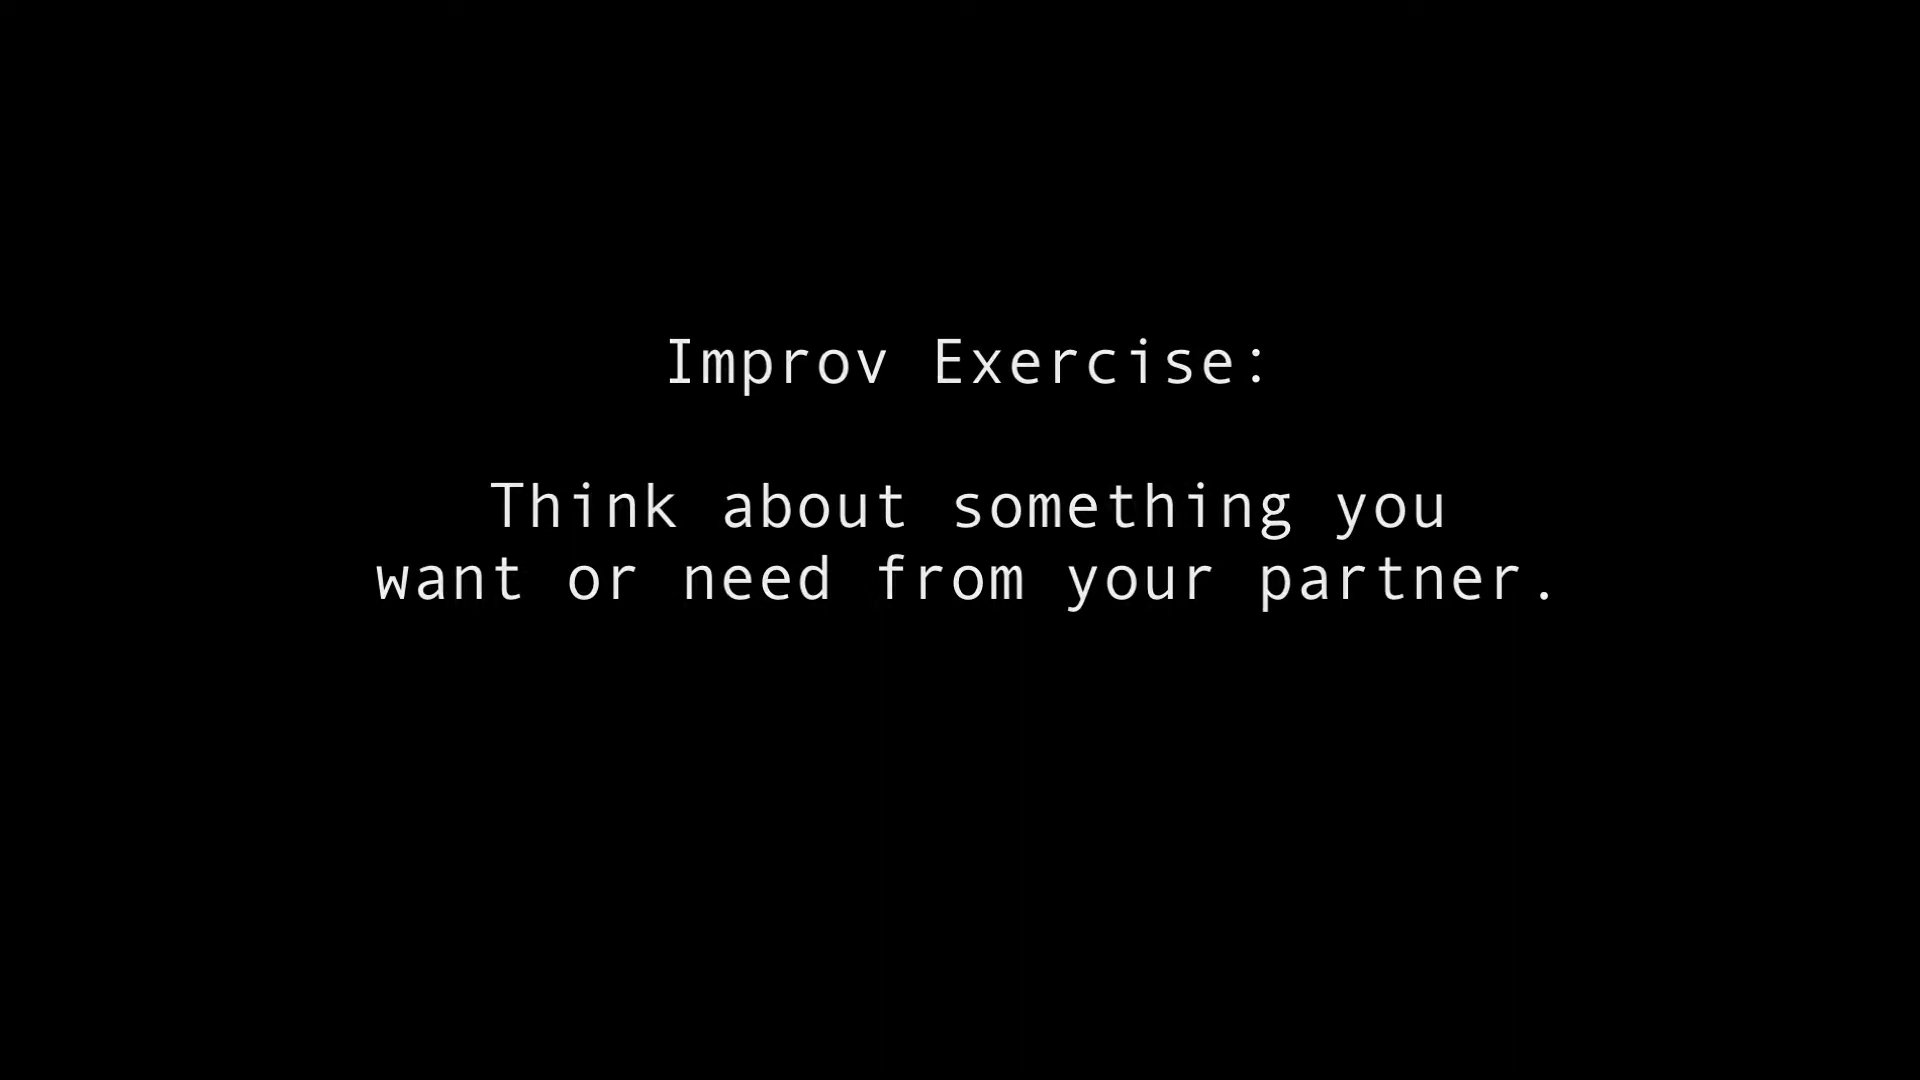 Improv Exercise:
Think about something you
want or need from your partner.